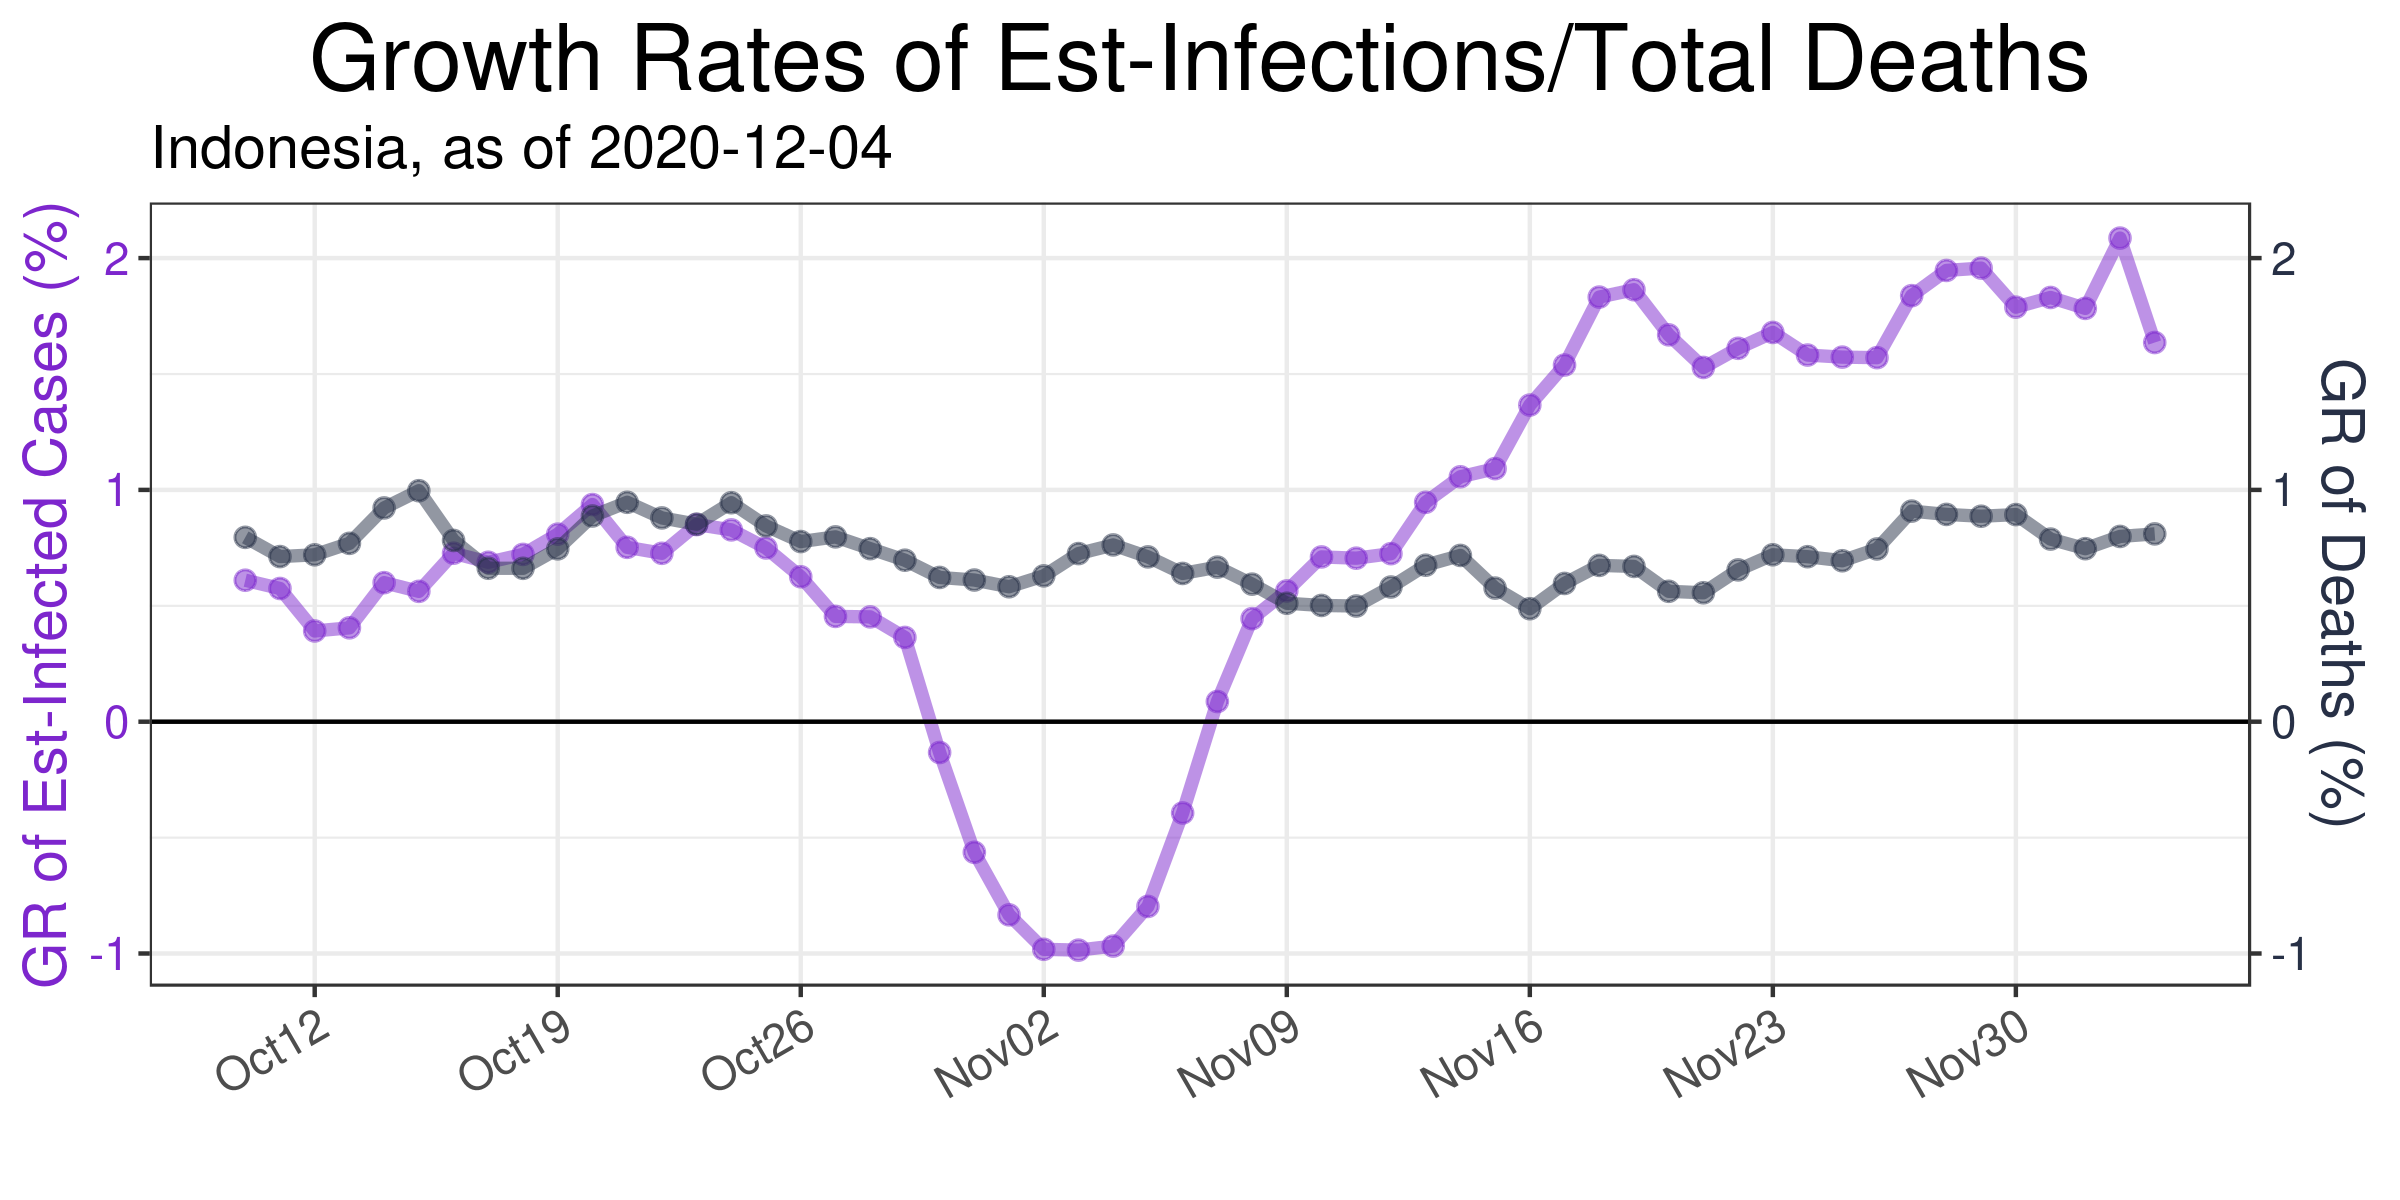 Growth Rates of Est-Infections/Total Deaths
Indonesia, as of 2020-12-04
GR of Est-Infected Cases (%)
2
1
0
-1
2
1
0
-1
GR of Deaths (%)
Oct12
Oct19
Oct26
Nov02
Nov09
Nov16
Nov23
Nov30